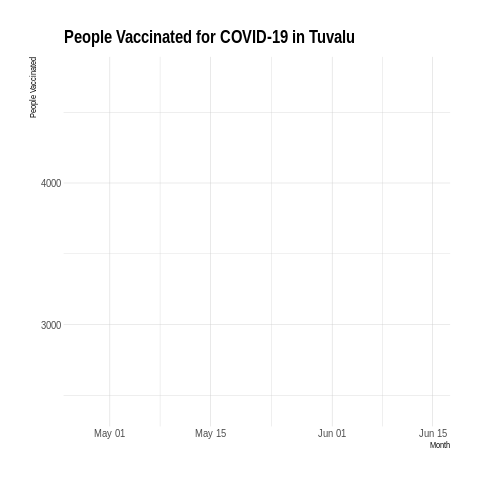 People Vaccinated for COVID-19 in Tuvalu
People Vaccinated
4000
3000
May 01
May 15
Jun 01
Jun 15
Month